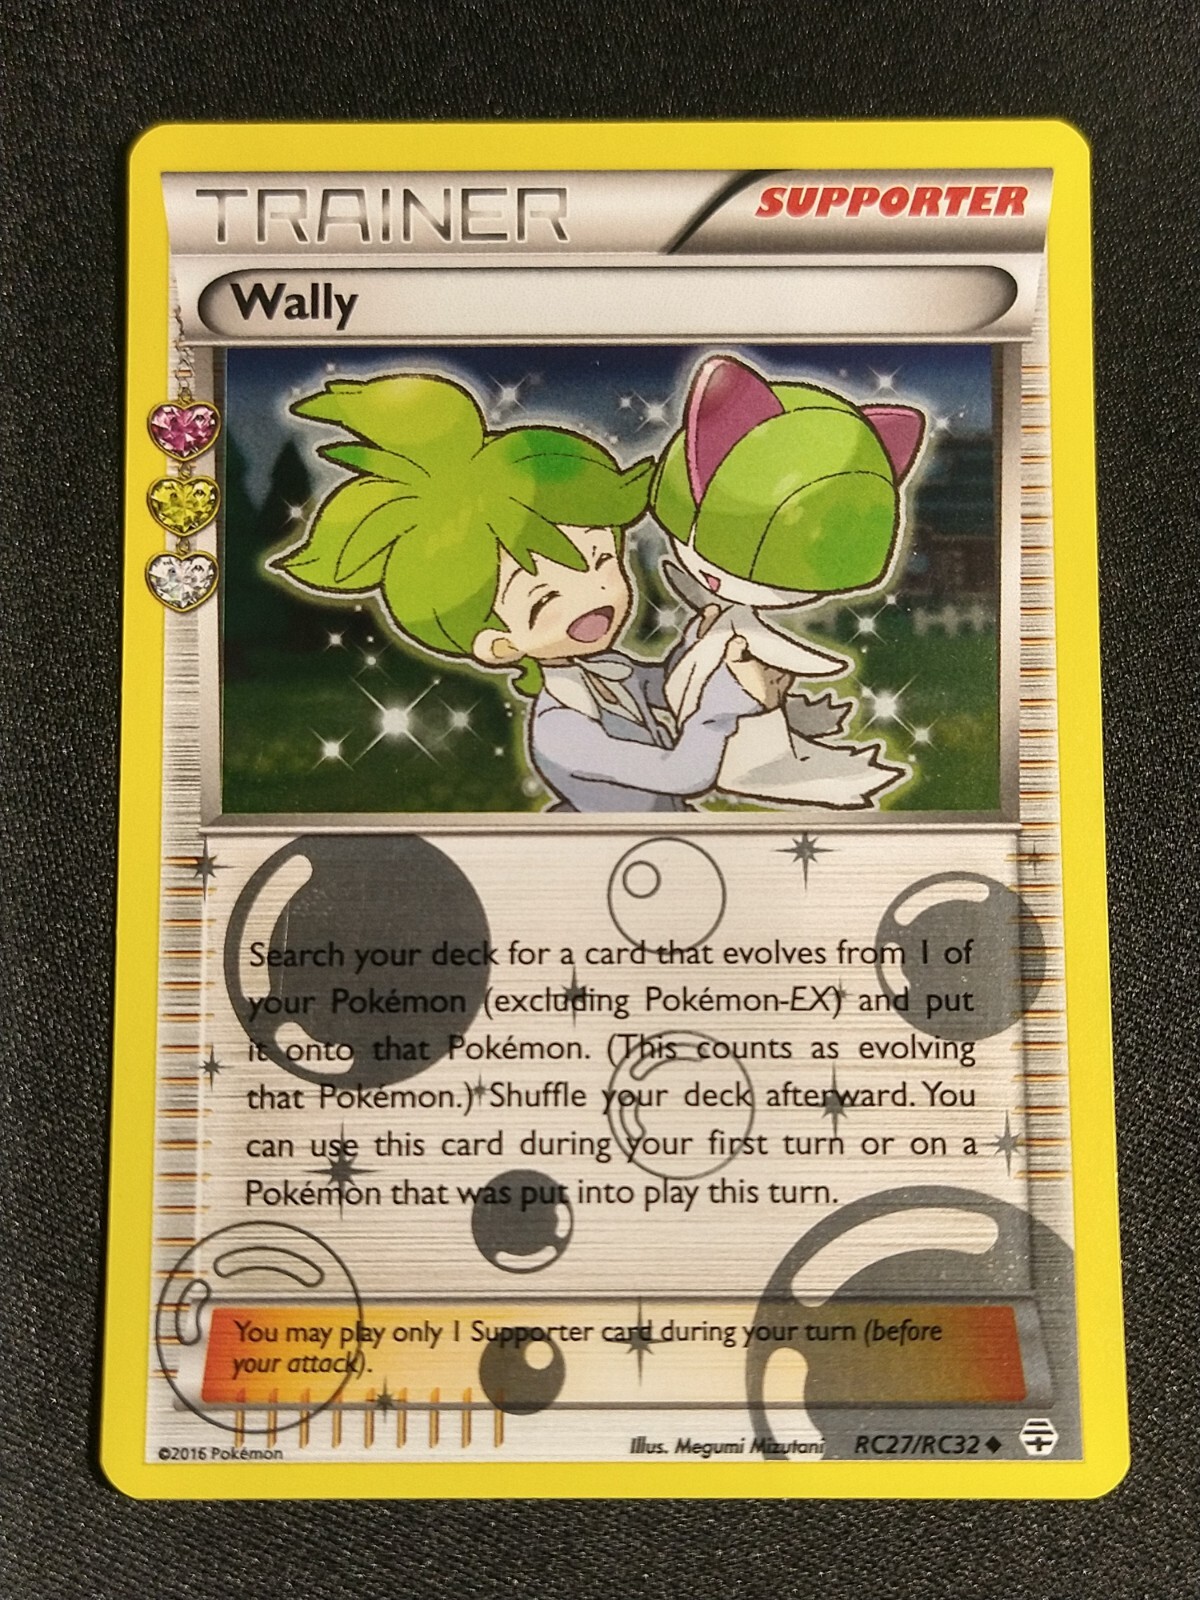 TRAINER
SUPPORTER
Wally
Search your deck for a card that evolves from 1 of
your Pokémon (excluding Pokémon-EX) and put
it onto that Pokémon. (This counts as evolving
that Pokémon.) Shuffle your deck afterward. You
can use this card during your first turn or on a
Pokémon that was put into play this turn.
You may play only 1 Supporter card during your turn (before
your attack).
©2016 Pokémon
Illus. Megumi Mizutani
RC27/RC32